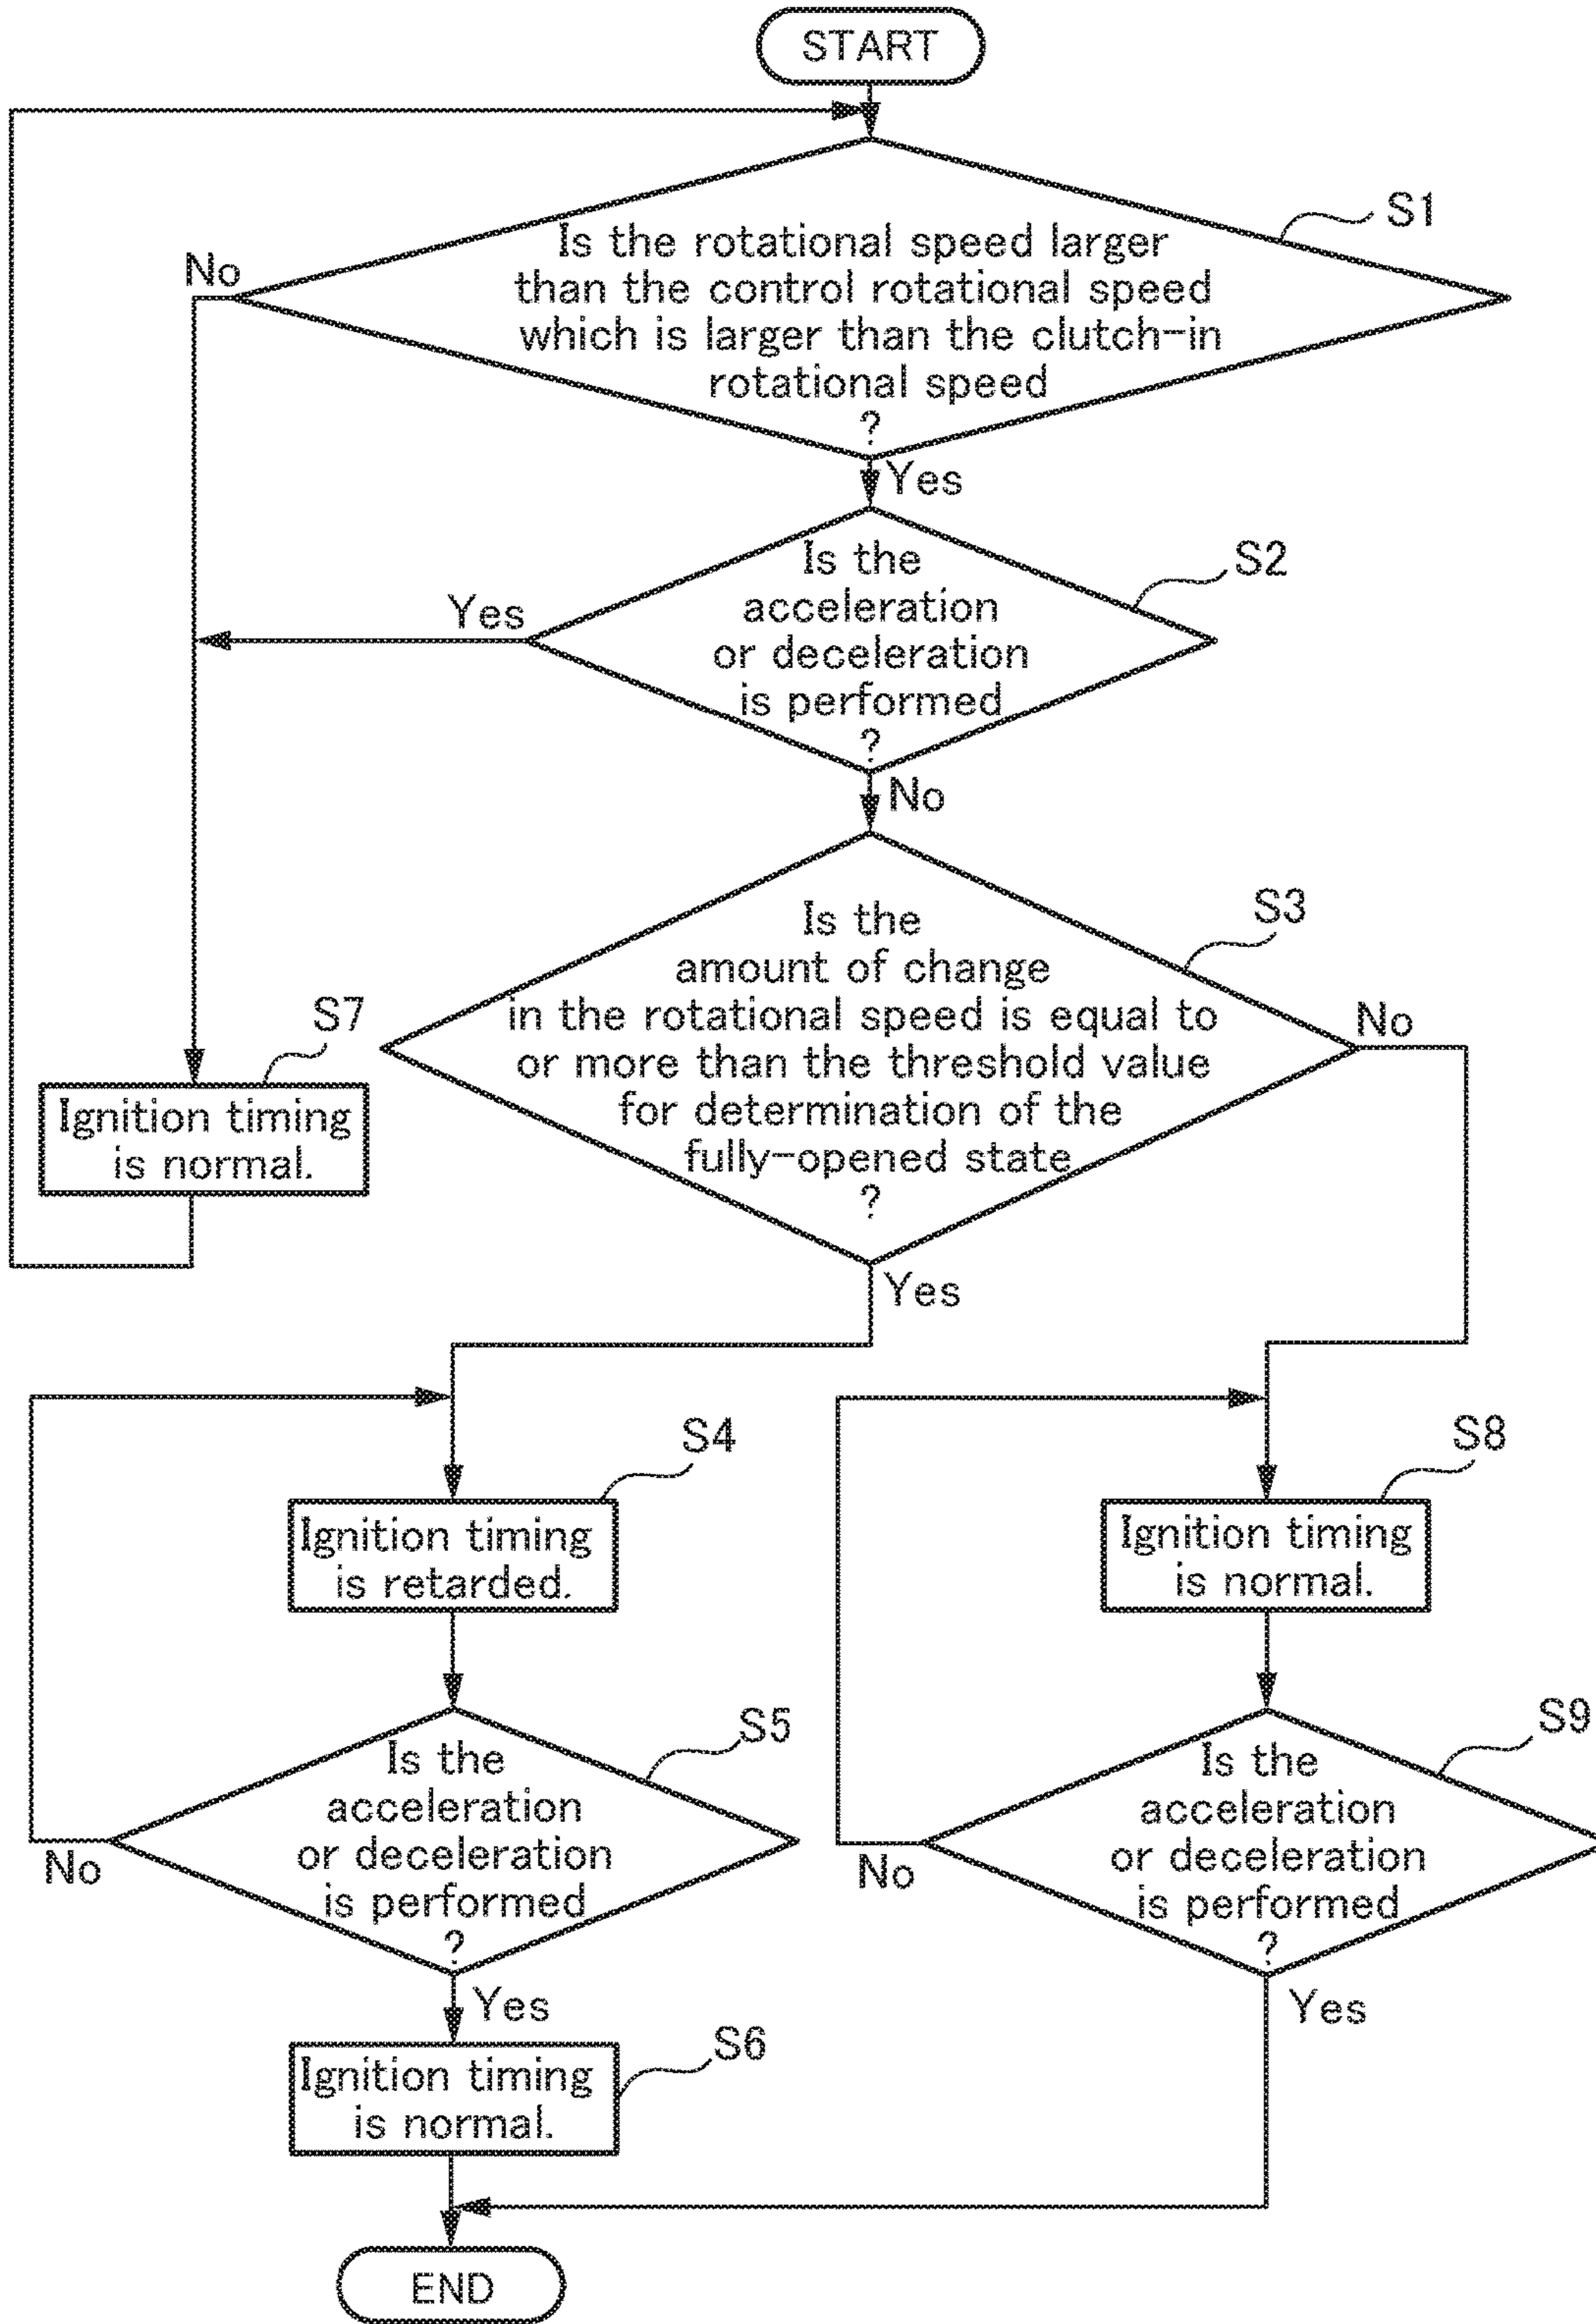 START
S1
Is the rotational speed larger
than the control rotational speed
which is larger than the clutch-in
rotational speed
?
No
Yes
S2
Is the
acceleration
or deceleration
is performed
?
Yes
No
S3
Is the
amount of change
in the rotational speed is equal to
or more than the threshold value
for determination of the
fully-opened state
?
No
Yes
S7
Ignition timing
is normal.
S4
Ignition timing
is retarded.
S8
Ignition timing
is normal.
S5
Is the
acceleration
or deceleration
is performed
?
No
Yes
S9
Is the
acceleration
or deceleration
is performed
?
No
Yes
S6
Ignition timing
is normal.
END